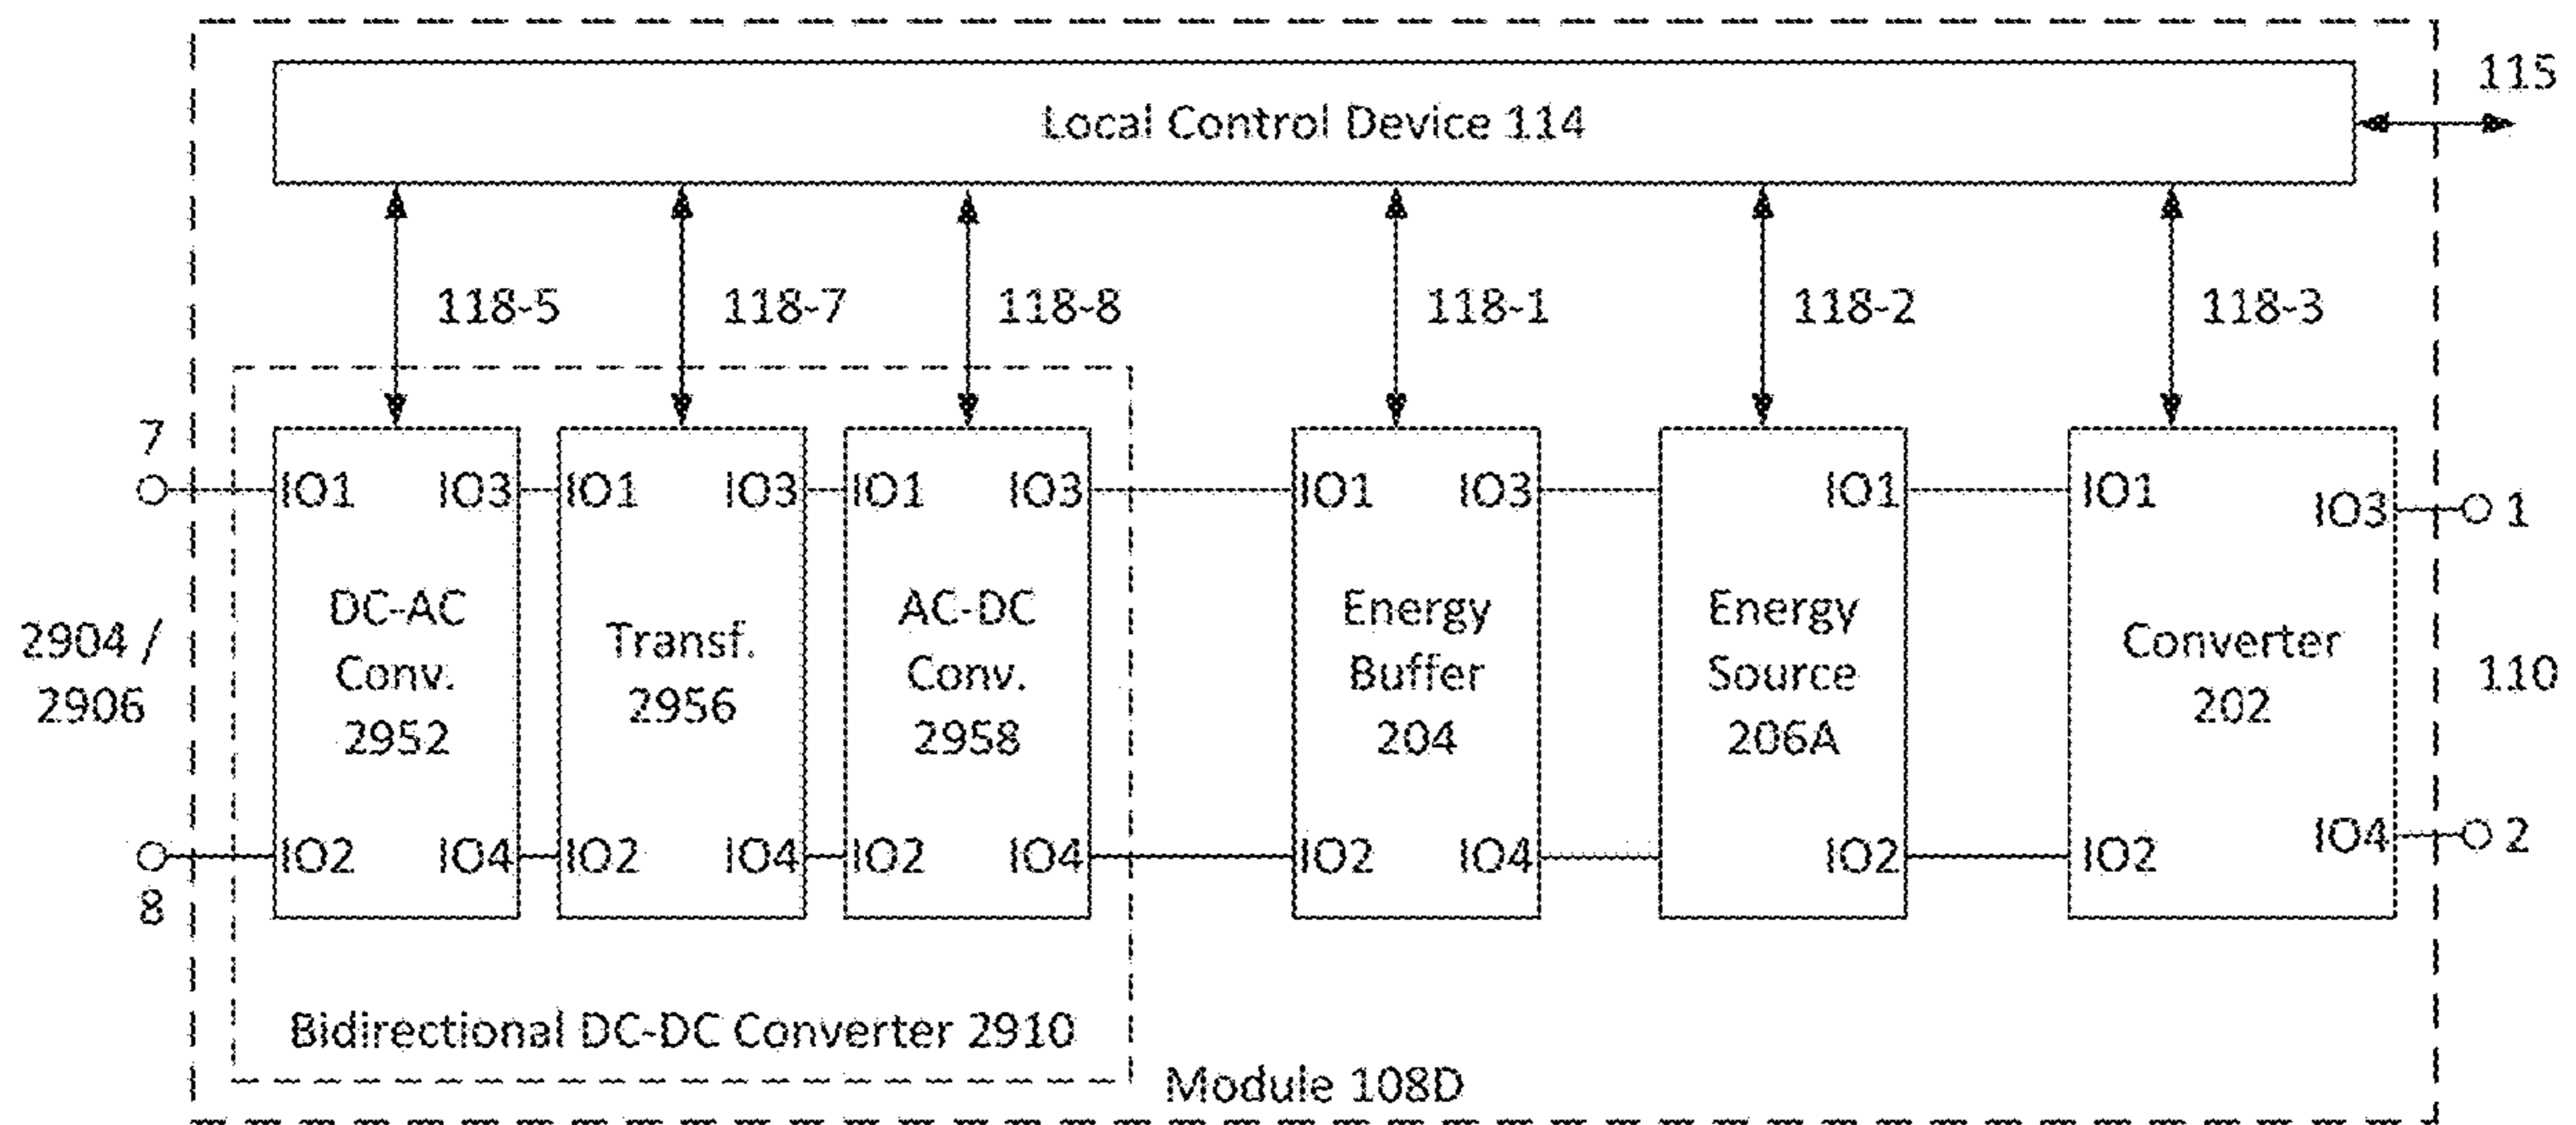 115
Local Control Device 114
118-5
118-7
118-8
118-1
118-2
118-3
7
IO1 IO3 IO1 IO3 IO1 IO3 IO1 IO3 IO1 IO1
IO3 1
DC-AC
Conv.
2952
Transf.
2956
AC-DC
Conv.
2958
Energy
Buffer
204
Energy
Source
206A
Converter
202
2904 /
2906
110
IO2 IO4 IO2 IO4 IO2 IO4 IO2 IO4 IO2 IO2
IO4 2
8
Bidirectional DC-DC Converter 2910
Module 108D